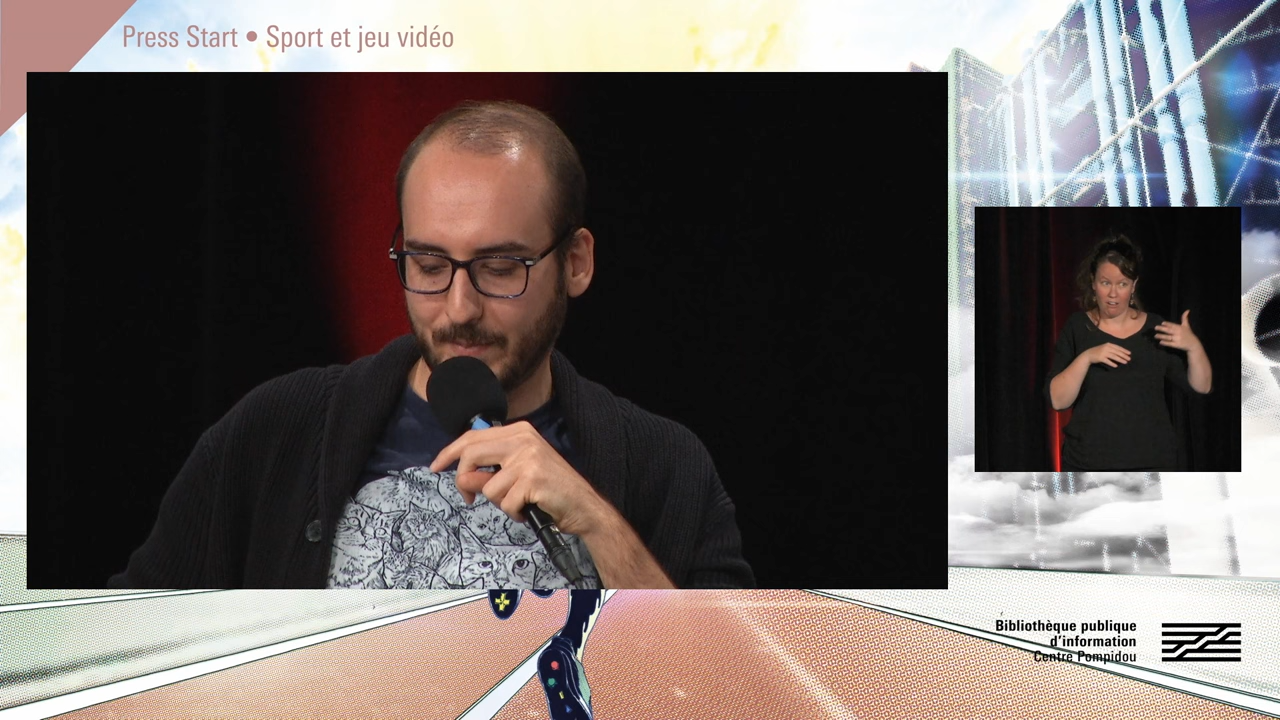 Press Start • Sport et jeu vidéo
Bibliothèque publique
d'information
Centre Pompidou